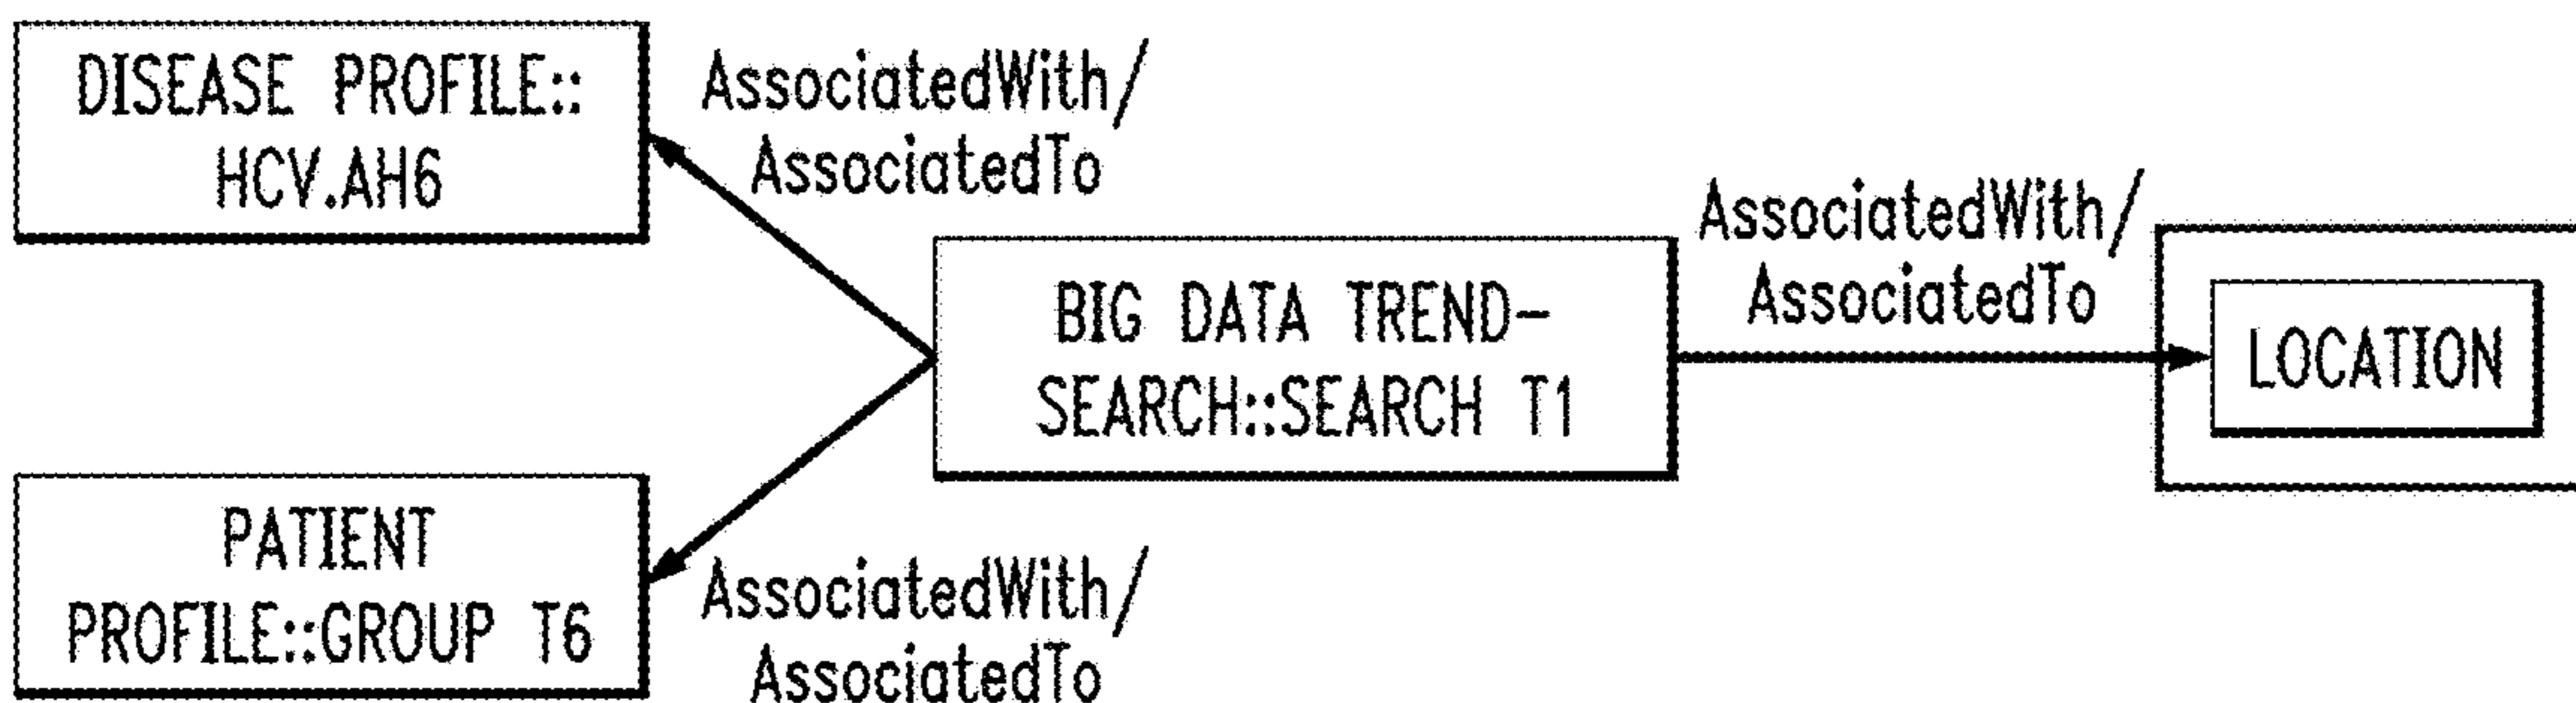 DISEASE PROFILE::
HCV.AH6
AssociatedWith/
AssociatedTo
BIG DATA TREND-
SEARCH::SEARCH T1
AssociatedWith/
AssociatedTo
LOCATION
PATIENT
PROFILE::GROUP T6
AssociatedWith/
AssociatedTo